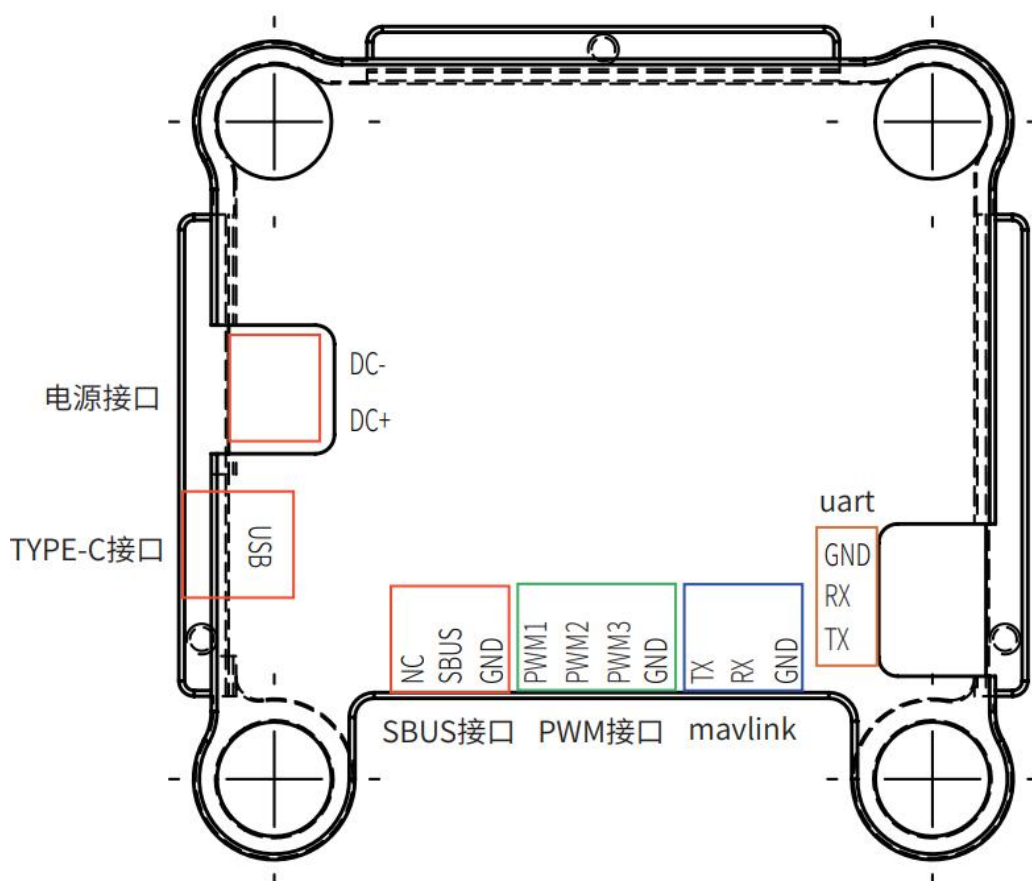 DC-
电源接口
DC+
uart
USB
TYPE-C接口
GND
RX
TX
NC
SBUS
GND
PWM1
PWM2
PWM3
GND
TX
RX
GND
SBUS接口
PWM接口
mavlink